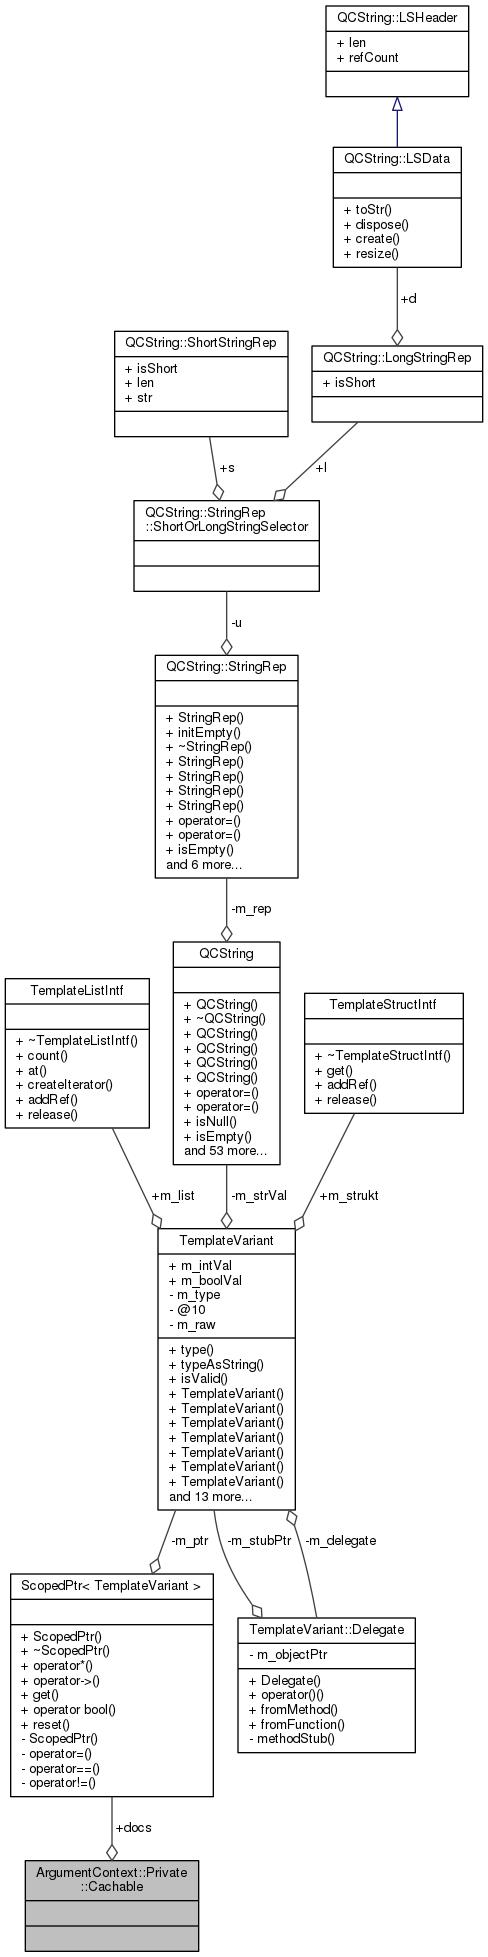 QCString::LSHeader
+ len
+ refCount
QCString::LSData
+ toStr()
+ dispose()
+ create()
+ resize()
+d
QCString::ShortStringRep
+ isShort
+ len
+ str
QCString::LongStringRep
+ isShort
+s
+l
QCString::StringRep
::ShortOrLongStringSelector
-u
QCString::StringRep
+ StringRep()
+ initEmpty()
+ ~StringRep()
+ StringRep()
+ StringRep()
+ StringRep()
+ StringRep()
+ operator=()
+ operator=()
+ isEmpty()
and 6 more...
-m_rep
QCString
+ QCString()
+ ~QCString()
+ QCString()
+ QCString()
+ QCString()
+ QCString()
+ operator=()
+ operator=()
+ isNull()
+ isEmpty()
and 53 more...
TemplateListIntf
+ ~TemplateListIntf()
+ count()
+ at()
+ createIterator()
+ addRef()
+ release()
TemplateStructIntf
+ ~TemplateStructIntf()
+ get()
+ addRef()
+ release()
+m_list
-m_strVal
+m_strukt
TemplateVariant
+ m_intVal
+ m_boolVal
- m_type
- @10
- m_raw
+ type()
+ typeAsString()
+ isValid()
+ TemplateVariant()
+ TemplateVariant()
+ TemplateVariant()
+ TemplateVariant()
+ TemplateVariant()
+ TemplateVariant()
+ TemplateVariant()
and 13 more...
-m_ptr
-m_stubPtr
-m_delegate
ScopedPtr< TemplateVariant >
+ ScopedPtr()
+ ~ScopedPtr()
+ operator*()
+ operator->()
+ get()
+ operator bool()
+ reset()
- ScopedPtr()
- operator=()
- operator==()
- operator!=()
TemplateVariant::Delegate
- m_objectPtr
+ Delegate()
+ operator()()
+ fromMethod()
+ fromFunction()
- methodStub()
+docs
ArgumentContext::Private
::Cachable